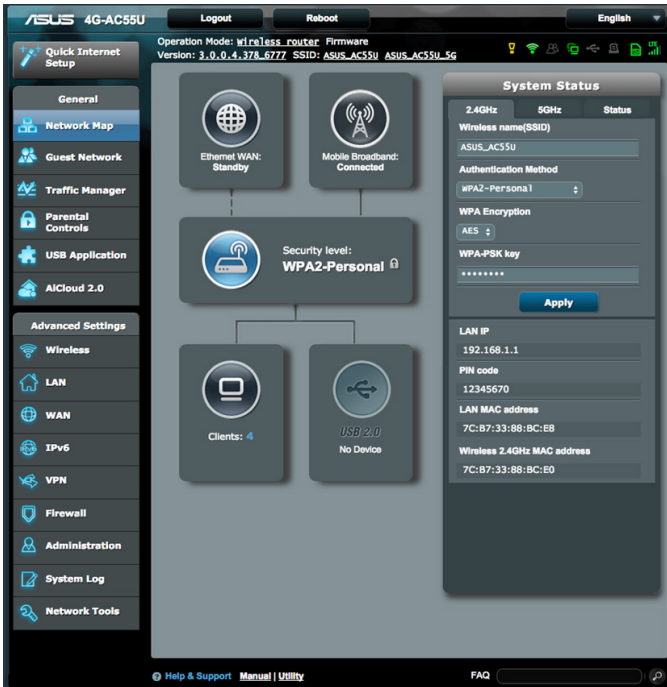 ASUS 4G-AC55U Logout Reboot English
Quick Internet
Setup
Operation Mode: Wireless router Firmware
Version: 3.0.0.4.378_6777 SSID: ASUS_AC55U ASUS_AC55U_5G
General
Network Map
Guest Network
Traffic Manager
Parental
Controls
USB Application
AiCloud 2.0
Advanced Settings
Wireless
LAN
WAN
IPv6
VPN
Firewall
Administration
System Log
Network Tools
Ethernet WAN:
Standby
Mobile Broadband:
Connected
Security level:
WPA2-Personal
Clients: 4
USB 2.0
No Device
System Status
2.4GHz 5GHz Status
Wireless name(SSID)
ASUS_AC55U
Authentication Method
WPA2-Personal
WPA Encryption
AES
WPA-PSK key
••••••••
Apply
LAN IP
192.168.1.1
PIN code
12345670
LAN MAC address
7C:B7:33:88:BC:E8
Wireless 2.4GHz MAC address
7C:B7:33:88:BC:E0
Help & Support Manual | Utility FAQ